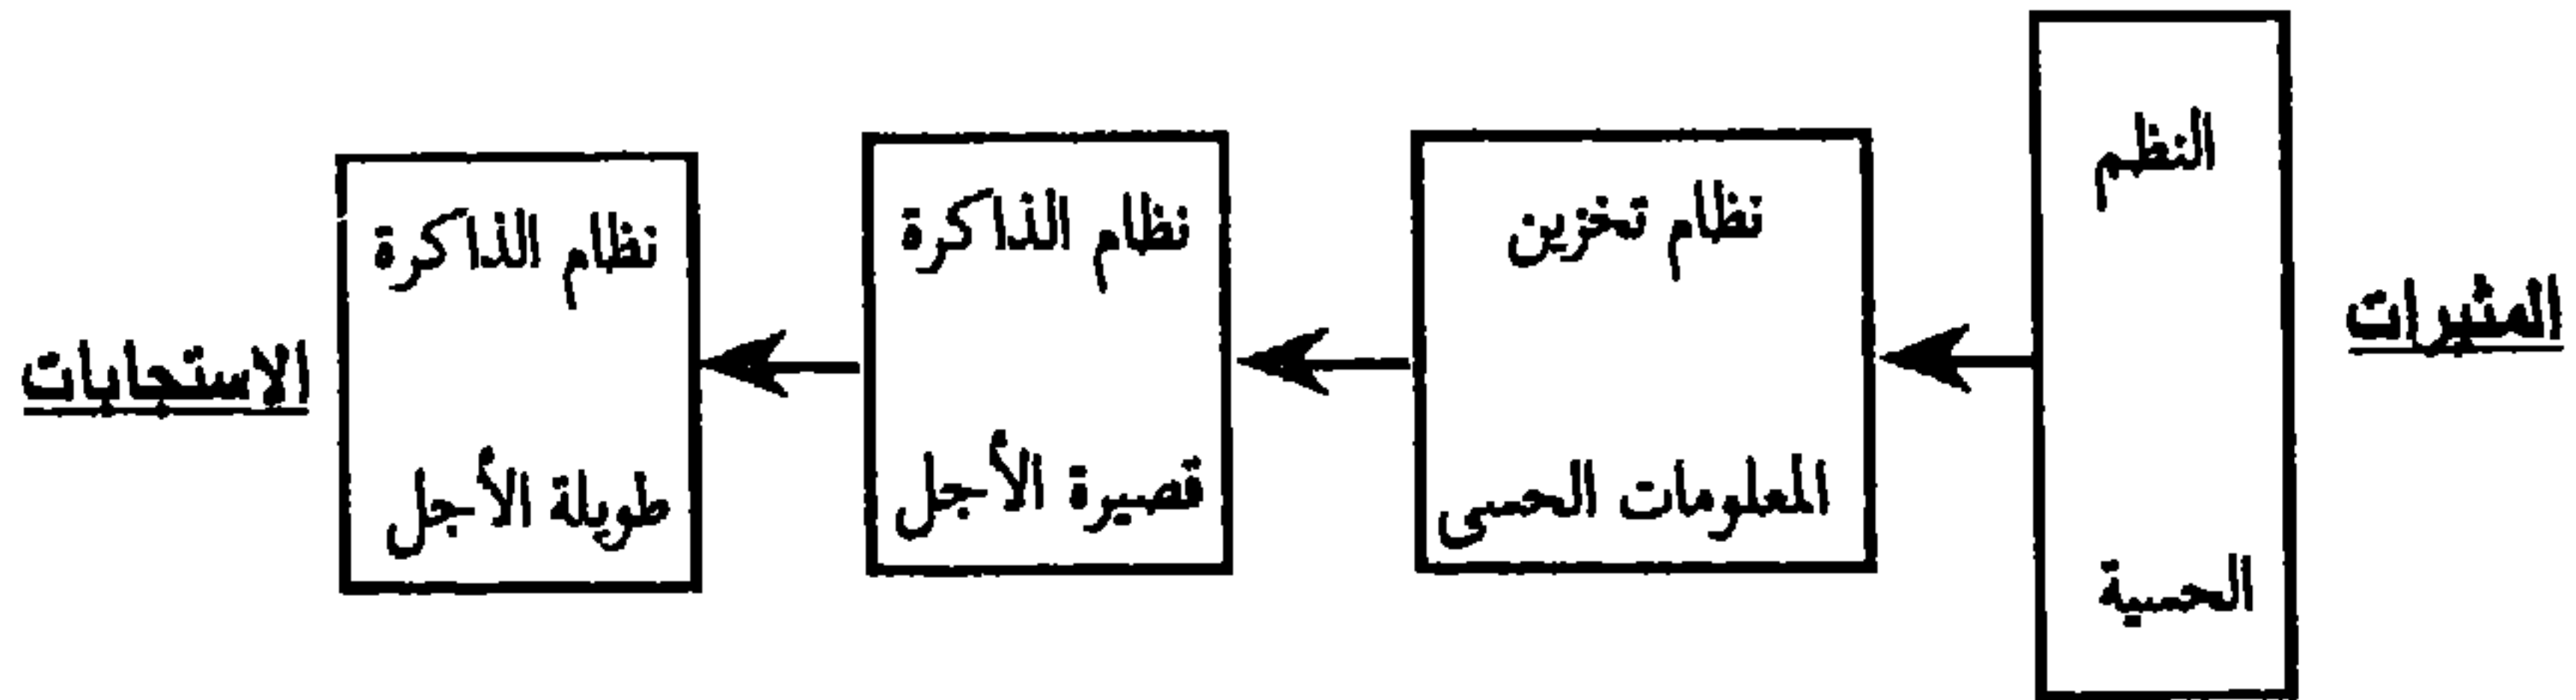 المثيرات
النظم
الحسية
نظام تخزين
المعلومات الحسى
نظام الذاكرة
قصيرة الأجل
نظام الذاكرة
طويلة الأجل
الاستجابات